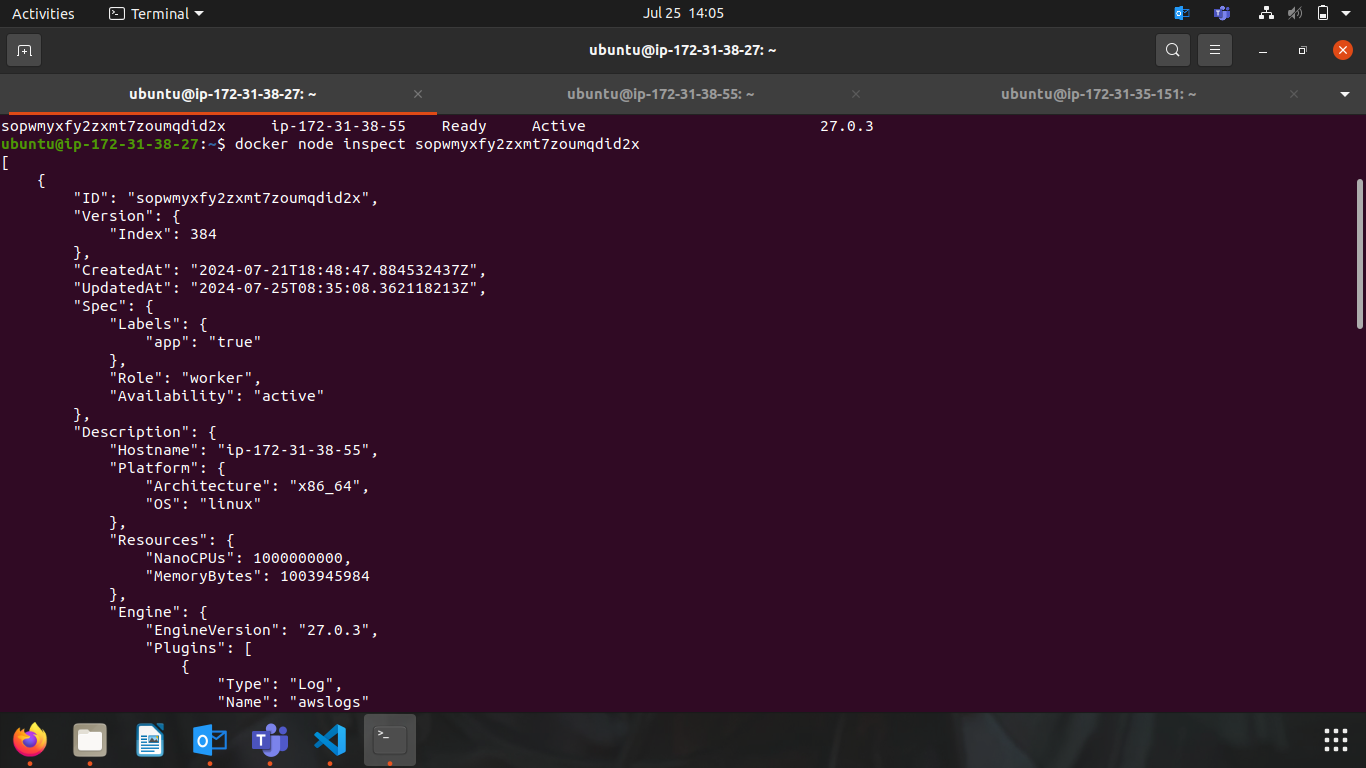 Activities Terminal Jul 25 14:05
ubuntu@ip-172-31-38-27: ~
ubuntu@ip-172-31-38-27: ~ ubuntu@ip-172-31-38-55: ~ ubuntu@ip-172-31-35-151: ~
sopwmyxfy2zxmt7zoumqdid2x     ip-172-31-38-55    Ready     Active                          27.0.3
ubuntu@ip-172-31-38-27:~$ docker node inspect sopwmyxfy2zxmt7zoumqdid2x
[
    {
        "ID": "sopwmyxfy2zxmt7zoumqdid2x",
        "Version": {
            "Index": 384
        },
        "CreatedAt": "2024-07-21T18:48:47.884532437Z",
        "UpdatedAt": "2024-07-25T08:35:08.362118213Z",
        "Spec": {
            "Labels": {
                "app": "true"
            },
            "Role": "worker",
            "Availability": "active"
        },
        "Description": {
            "Hostname": "ip-172-31-38-55",
            "Platform": {
                "Architecture": "x86_64",
                "OS": "linux"
            },
            "Resources": {
                "NanoCPUs": 1000000000,
                "MemoryBytes": 1003945984
            },
            "Engine": {
                "EngineVersion": "27.0.3",
                "Plugins": [
                    {
                        "Type": "Log",
                        "Name": "awslogs"